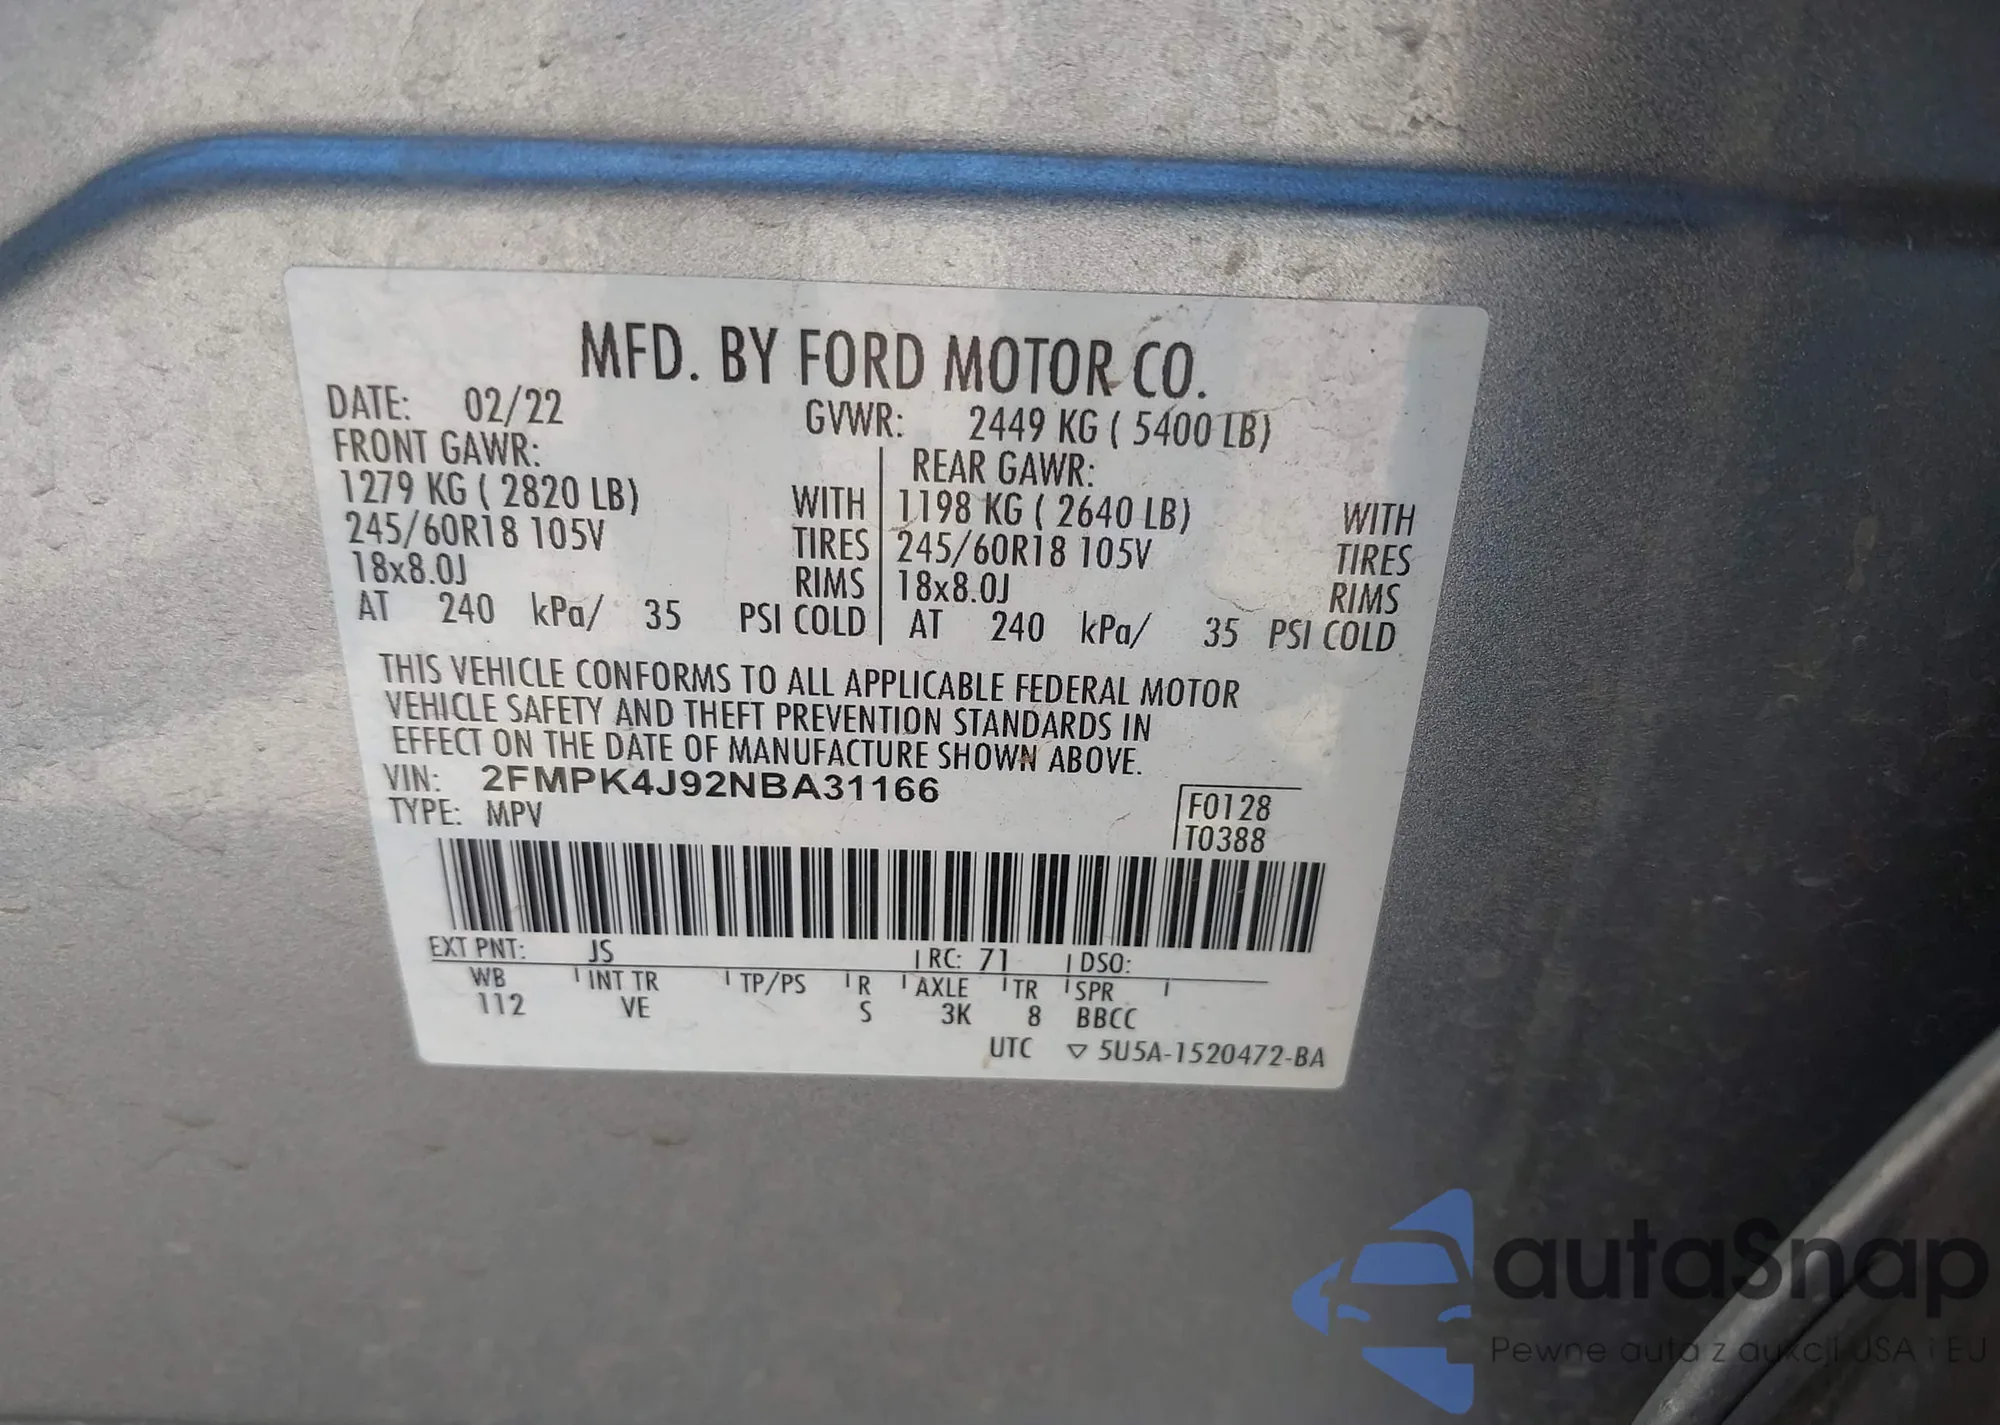 MFD. BY FORD MOTOR CO.
DATE: 02/22 GVWR: 2449 KG ( 5400 LB)
FRONT GAWR: REAR GAWR:
1279 KG ( 2820 LB) WITH 1198 KG ( 2640 LB) WITH
245/60R18 105V TIRES 245/60R18 105V TIRES
18x8.0J RIMS 18x8.0J RIMS
AT 240 kPa/ 35 PSI COLD AT 240 kPa/ 35 PSI COLD
THIS VEHICLE CONFORMS TO ALL APPLICABLE FEDERAL MOTOR
VEHICLE SAFETY AND THEFT PREVENTION STANDARDS IN
EFFECT ON THE DATE OF MANUFACTURE SHOWN ABOVE.
VIN: 2FMPK4J92NBA31166
TYPE: MPV
F0128
T0388
EXT PNT: JS RC: 71 DSO:
WB INT TR TP/PS R AXLE TR SPR
112 VE S 3K 8 BBCC
UTC ▽ 5U5A-1520472-BA
autaSnap
Pewne auta z aukcji USA i EU